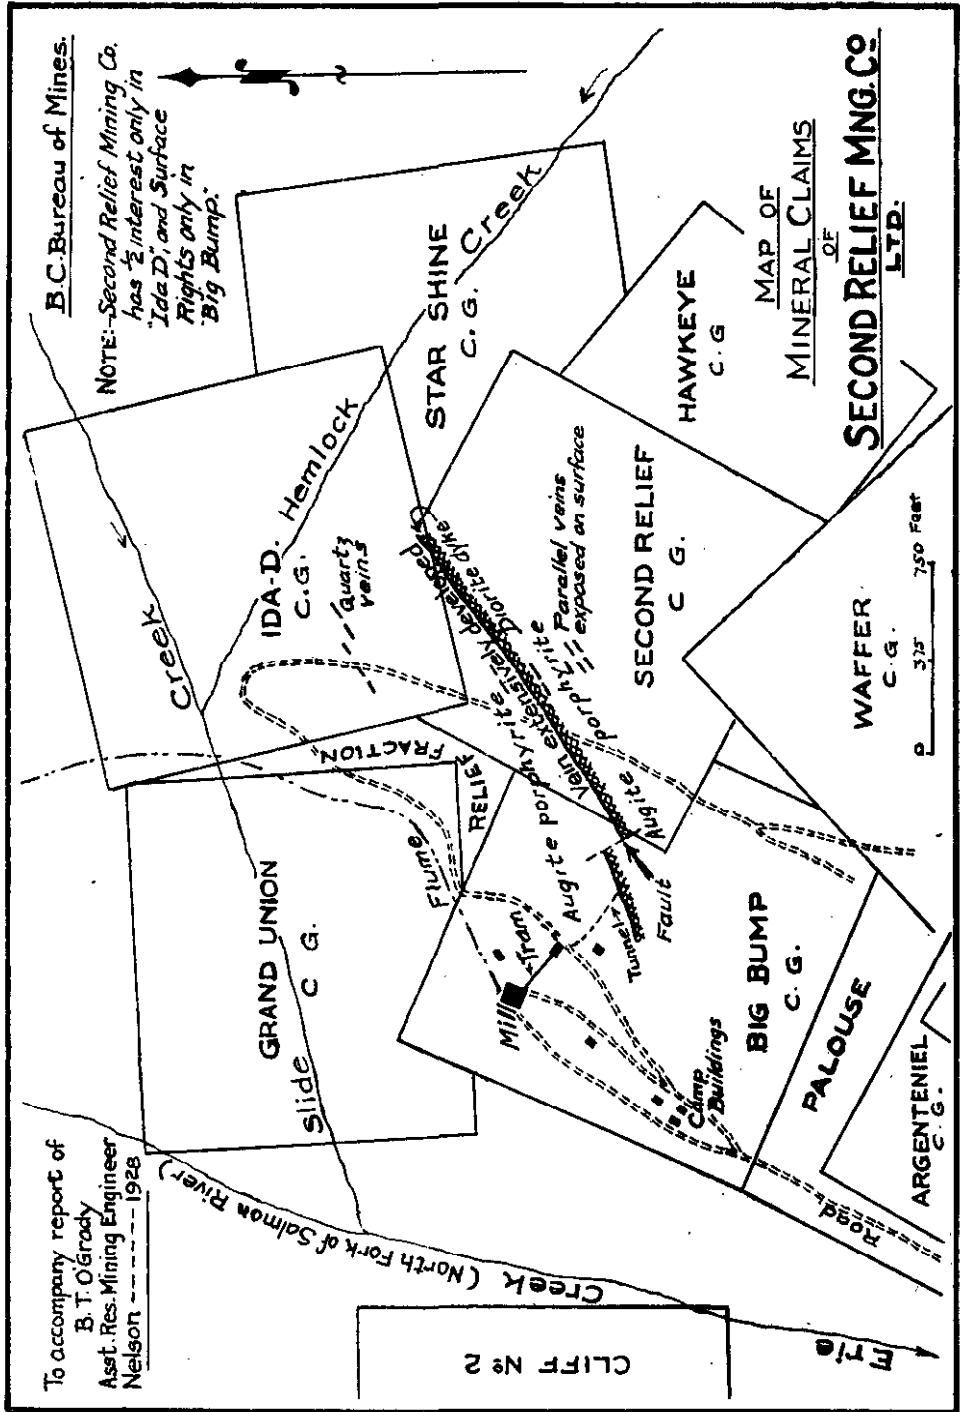 B.C. Bureau of Mines.
NOTE:-Second Relief Mining Co.
has ½ interest only in
"Ida D", and Surface
Rights only in
"Big Bump."
To accompany report of
B. T. O'Grady
Asst. Res. Mining Engineer
Nelson ------- 1928
N
Creek
IDA-D.
C.G.
Hemlock
Creek
quartz
veins
STAR SHINE
C. G.
GRAND UNION
C G.
Slide
FRACTION
RELIEF
Flume
Mill
Tram
Augite porphyrite
Vein extensively developed
Diorite dyke
Augite porphyrite
Parallel veins
exposed on surface
Tunnel
Fault
SECOND RELIEF
C G.
HAWKEYE
C.G
Camp
Buildings
BIG BUMP
C. G.
PALOUSE
ARGENTENIEL
C. G.
WAFFER
C.G.
Road
Erie Creek (North Fork of Salmon River)
CLIFF Nº 2
0 375 750 Feet
MAP OF
MINERAL CLAIMS
OF
SECOND RELIEF MNG. CO
LTD.